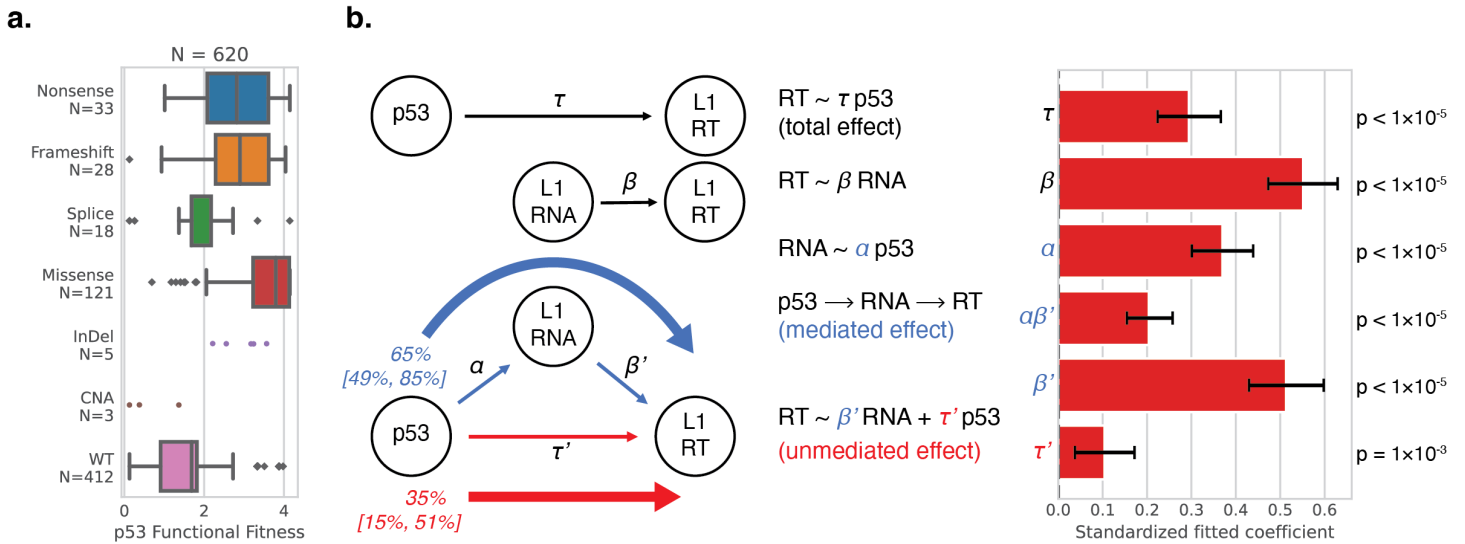 a.
N = 620
Nonsense
N=33
Frameshift
N=28
Splice
N=18
Missense
N=121
InDel
N=5
CNA
N=3
WT
N=412
0
2
4
p53 Functional Fitness
b.
p53
τ
L1
RT
RT ~ τ p53
(total effect)
L1
RNA
β
L1
RT
RT ~ β RNA
RNA ~ α p53
p53 → RNA → RT
(mediated effect)
L1
RNA
65%
[49%, 85%]
α
β’
p53
τ’
L1
RT
RT ~ β’ RNA + τ’ p53
(unmediated effect)
35%
[15%, 51%]
τ
p < 1×10⁻⁵
β
p < 1×10⁻⁵
α
p < 1×10⁻⁵
αβ’
p < 1×10⁻⁵
β’
p < 1×10⁻⁵
τ’
p = 1×10⁻³
0.0 0.1 0.2 0.3 0.4 0.5 0.6
Standardized fitted coefficient